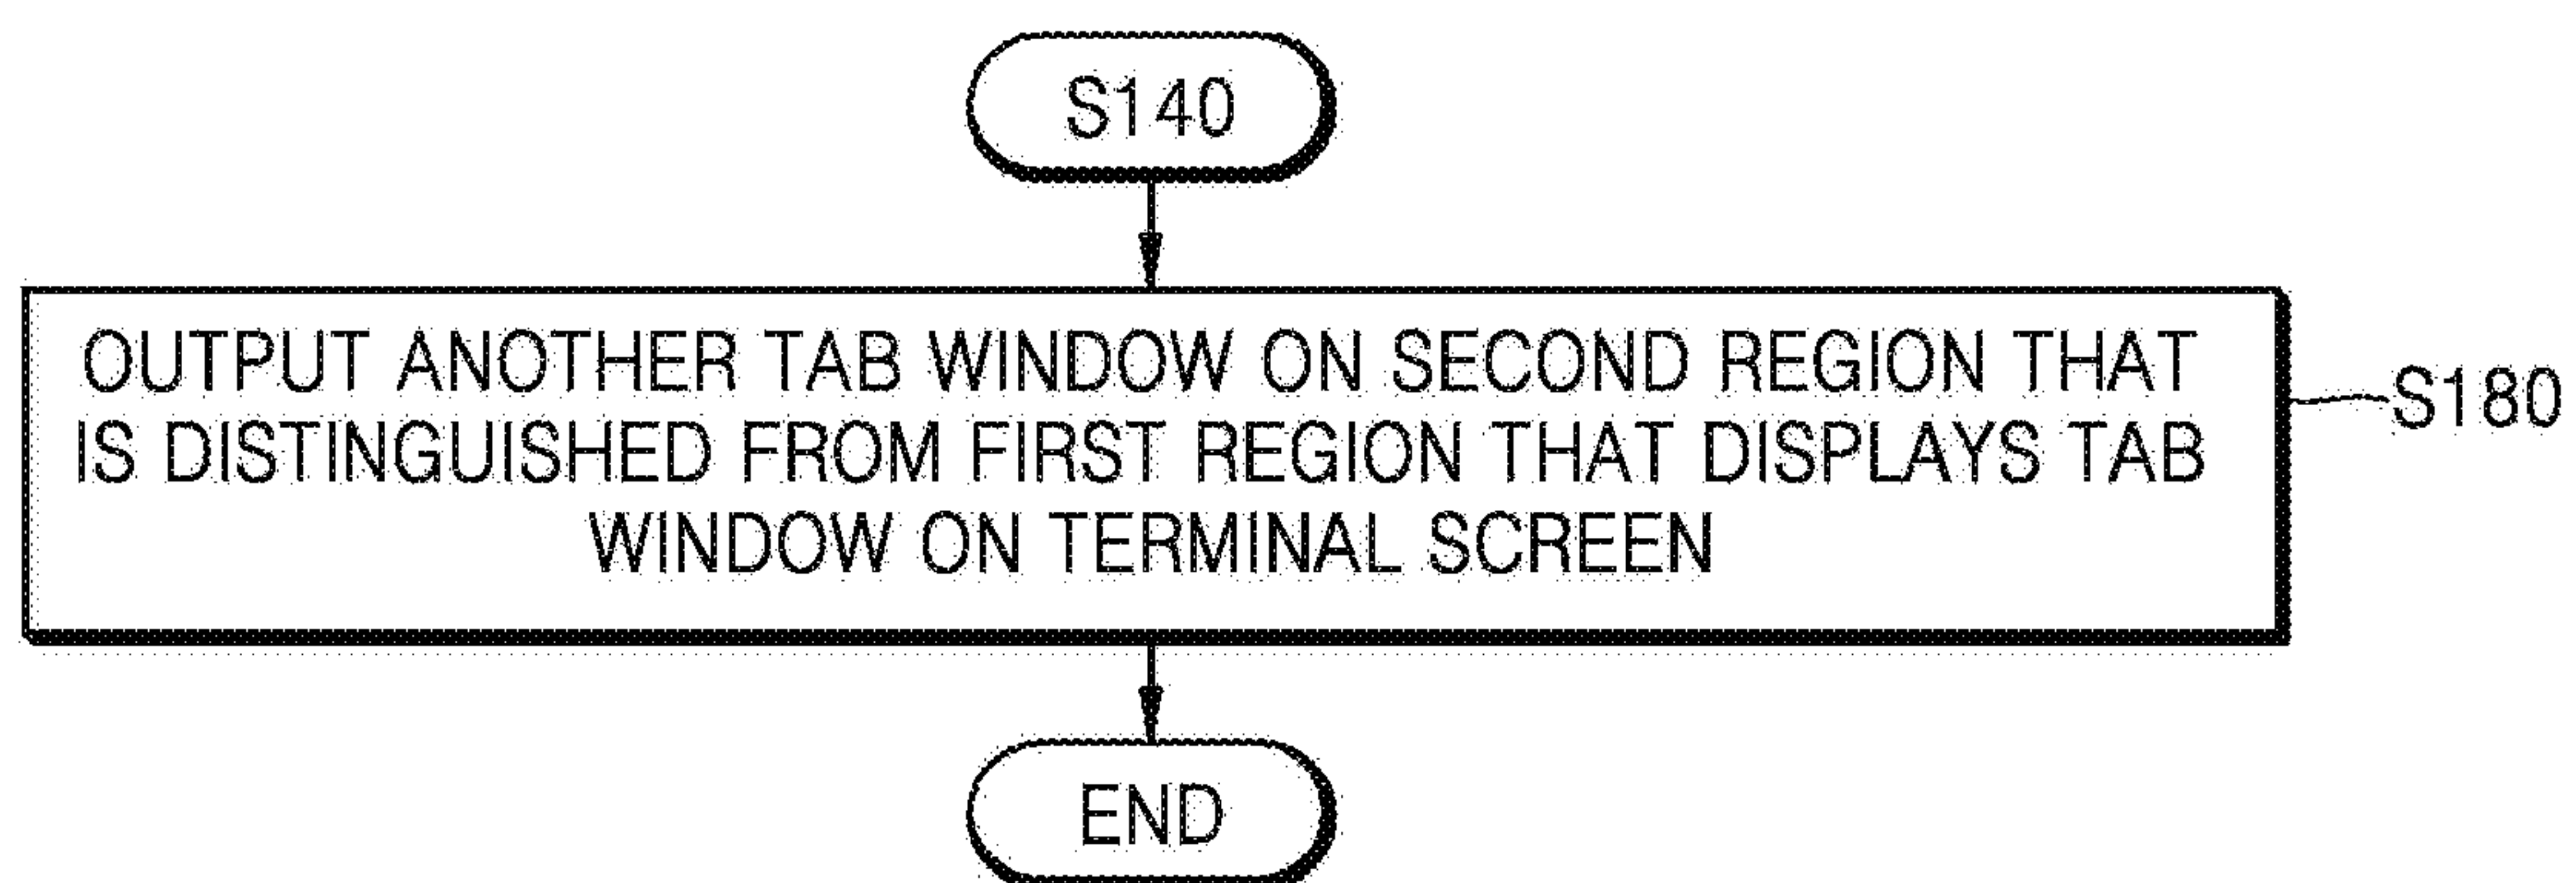 S140
OUTPUT ANOTHER TAB WINDOW ON SECOND REGION THAT
IS DISTINGUISHED FROM FIRST REGION THAT DISPLAYS TAB
WINDOW ON TERMINAL SCREEN
S180
END